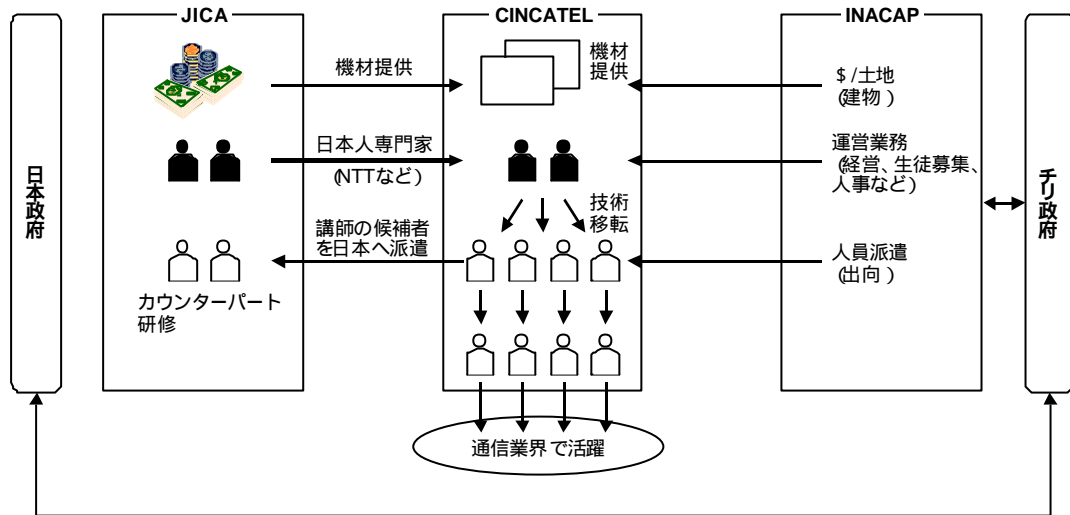 JICA
CINCATEL
INACAP
日本政府
チリ政府
機材提供
機材
提供
$/土地
(建物)
日本人専門家
(NTTなど)
運営業務
(経営、生徒募集、
人事など)
技術
移転
講師の候補者
を日本へ派遣
人員派遣
(出向)
カウンターパート
研修
通信業界で活躍